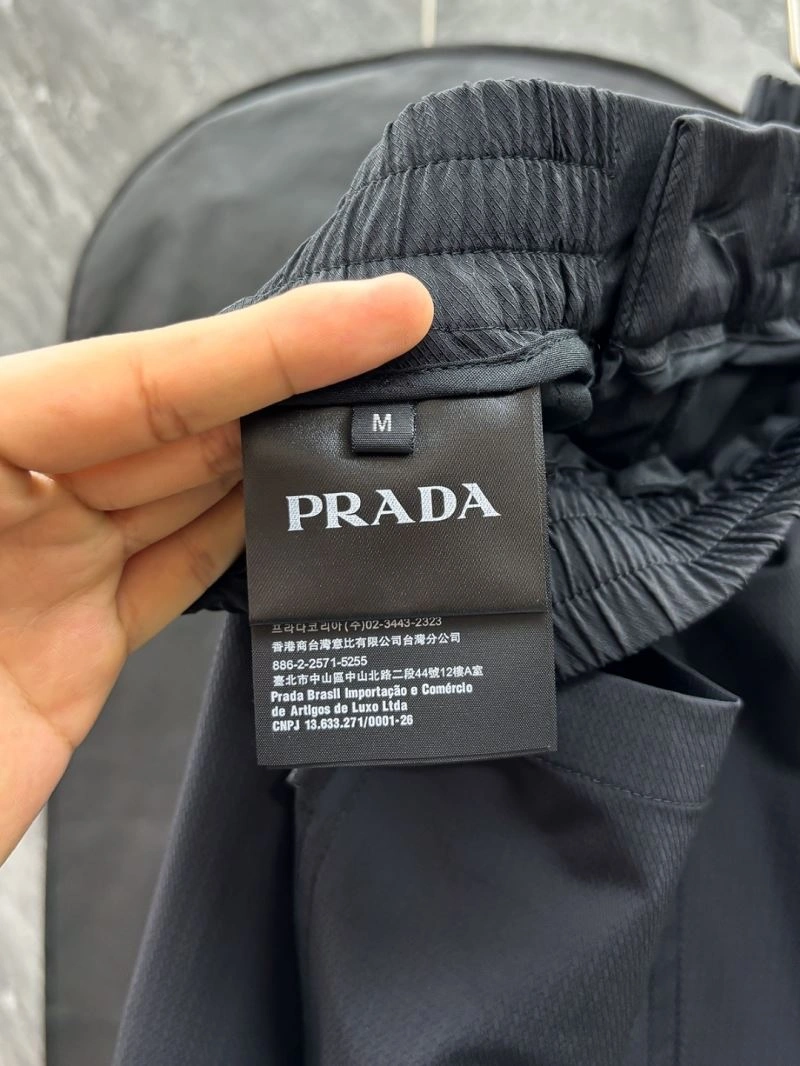 M
PRADA
프라다코리아(주)02-3443-2323
香港商台灣意比有限公司台灣分公司
886-2-2571-5255
臺北市中山區中山北路二段44號12樓A室
Prada Brasil Importação e Comércio
de Artigos de Luxo Ltda
CNPJ 13.633.271/0001-26